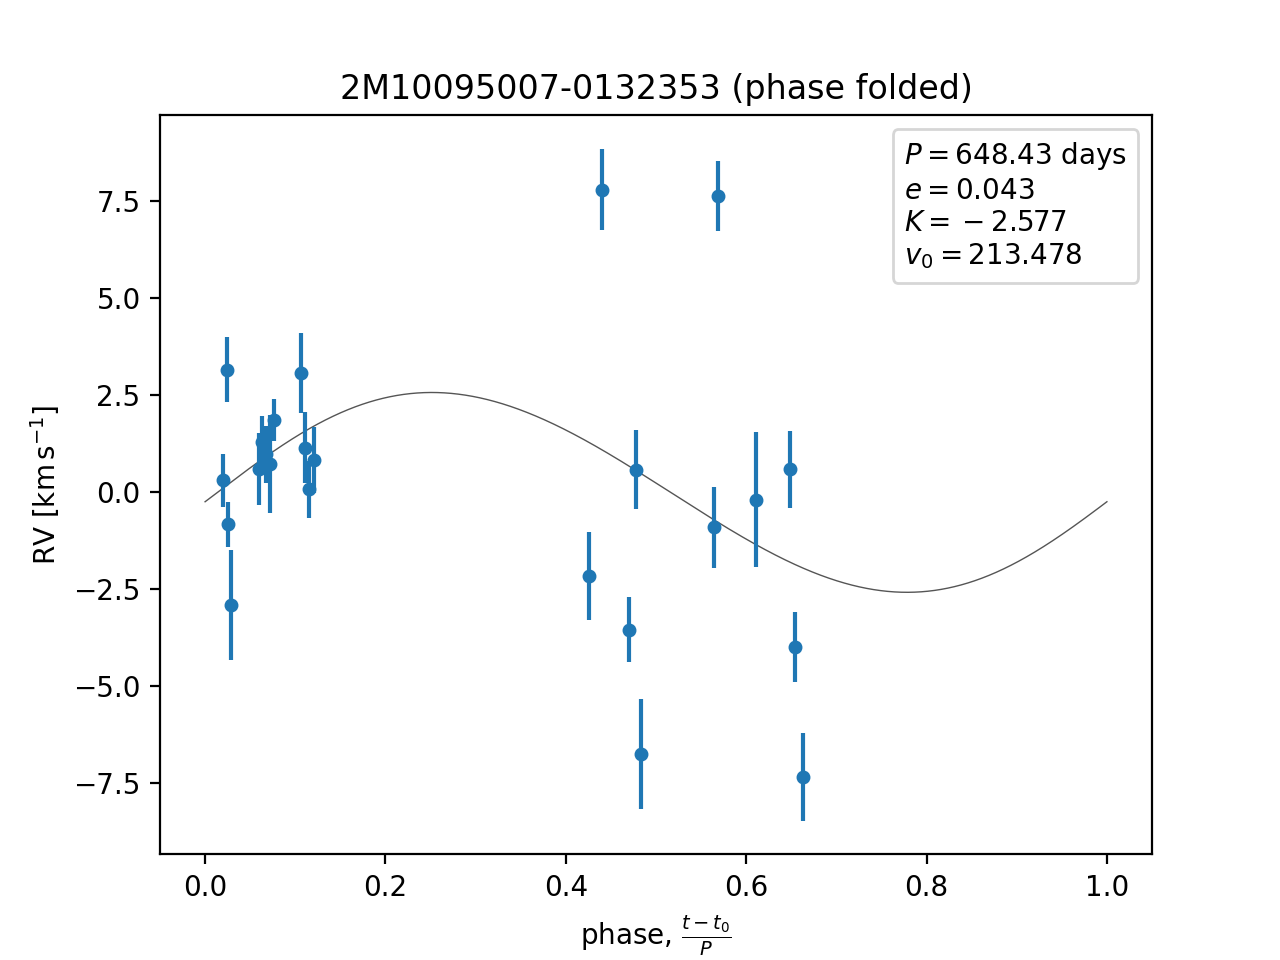 2M10095007-0132353 (phase folded)
P = 648.43 days
e = 0.043
K = −2.577
v₀ = 213.478
7.5
5.0
2.5
0.0
−2.5
−5.0
−7.5
RV [km s⁻¹]
0.0 0.2 0.4 0.6 0.8 1.0
phase, (t − t₀)/P